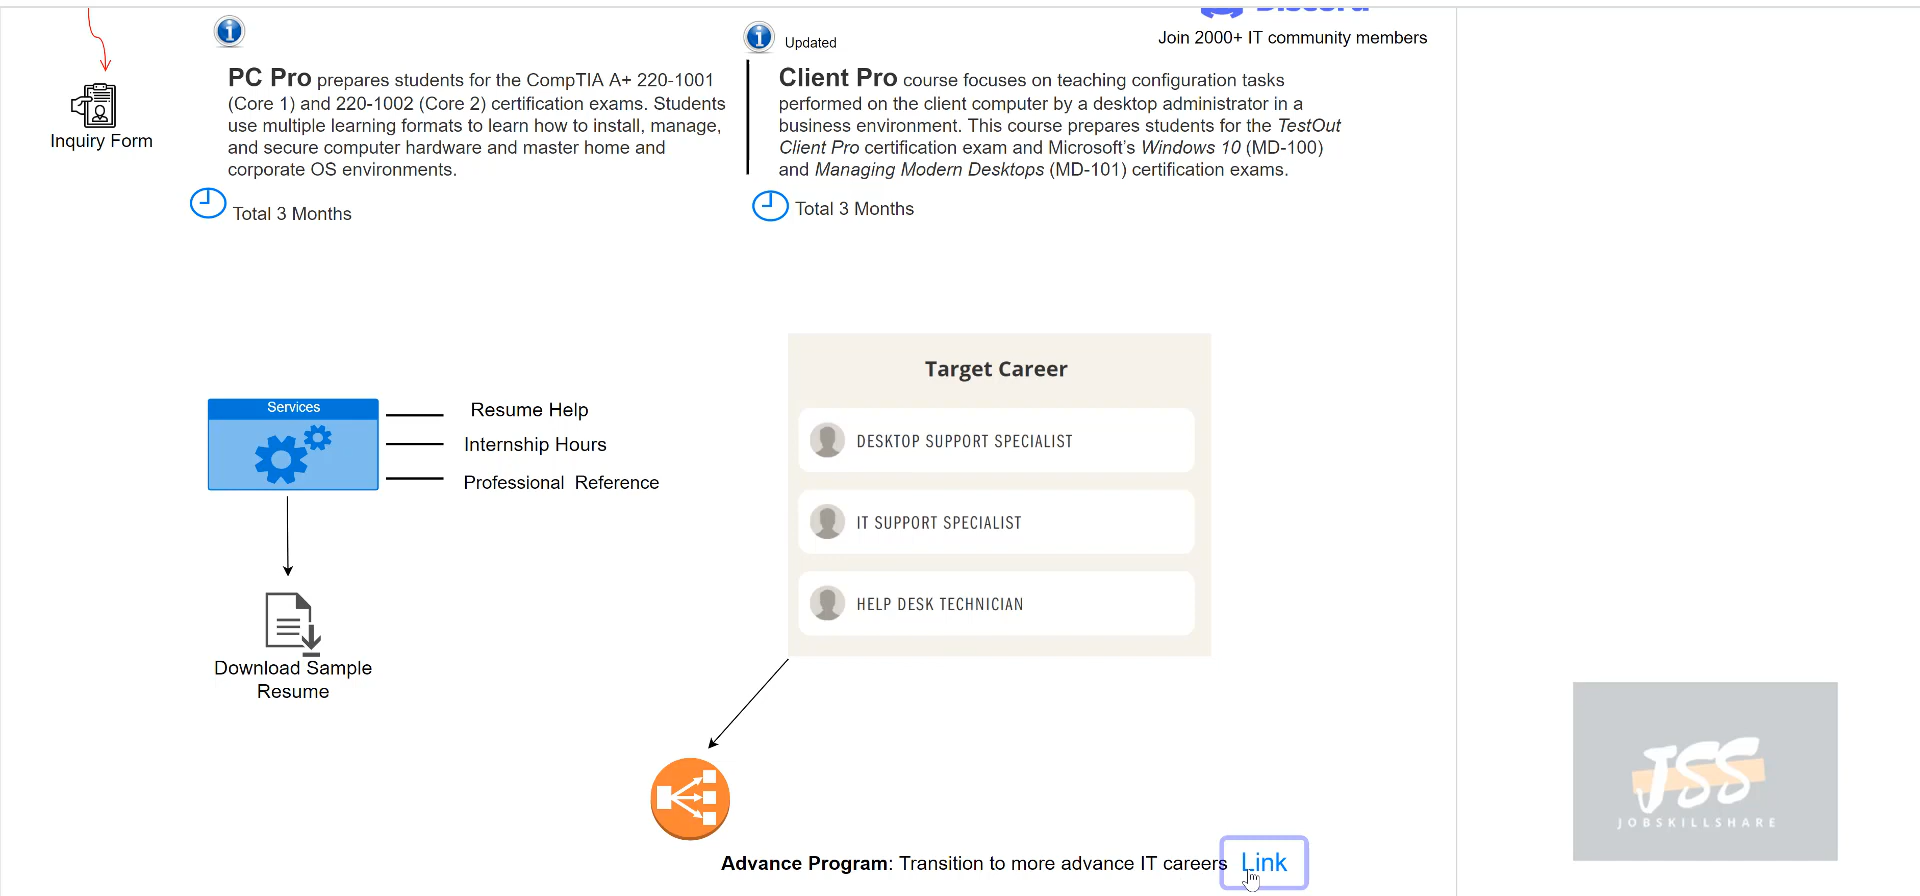 Discord
Join 2000+ IT community members
Inquiry Form
PC Pro prepares students for the CompTIA A+ 220-1001
(Core 1) and 220-1002 (Core 2) certification exams. Students
use multiple learning formats to learn how to install, manage,
and secure computer hardware and master home and
corporate OS environments.
Total 3 Months
Updated
Client Pro course focuses on teaching configuration tasks
performed on the client computer by a desktop administrator in a
business environment. This course prepares students for the TestOut
Client Pro certification exam and Microsoft's Windows 10 (MD-100)
and Managing Modern Desktops (MD-101) certification exams.
Total 3 Months
Services
Resume Help
Internship Hours
Professional Reference
Download Sample
Resume
Target Career
DESKTOP SUPPORT SPECIALIST
IT SUPPORT SPECIALIST
HELP DESK TECHNICIAN
Advance Program: Transition to more advance IT careers
Link
JSS
JOBSKILLSHARE